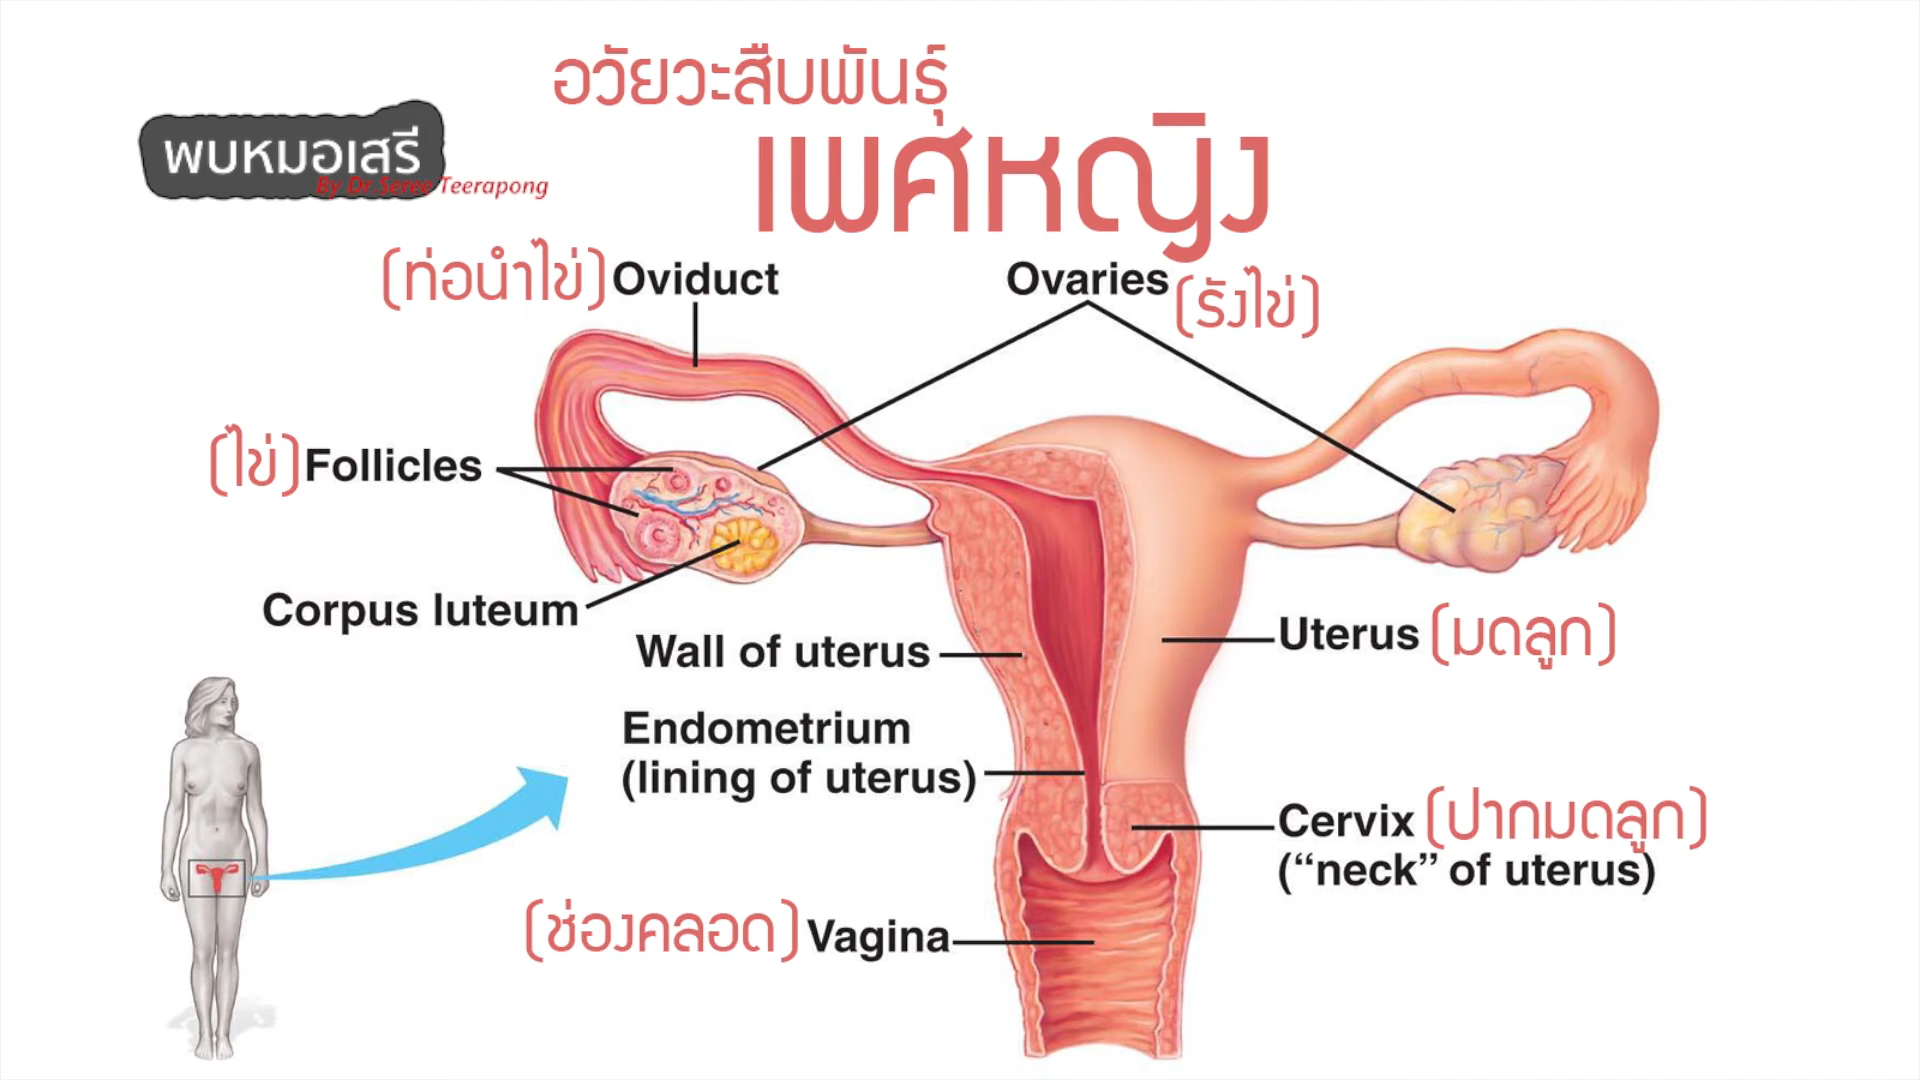 อวัยวะสืบพันธุ์
เพศหญิง
พบหมอเสรี
By Dr.Seree Teerapong
(ท่อนำไข่) Oviduct
Ovaries (รังไข่)
(ไข่) Follicles
Corpus luteum
Wall of uterus
Uterus (มดลูก)
Endometrium
(lining of uterus)
Cervix (ปากมดลูก)
(“neck” of uterus)
(ช่องคลอด) Vagina